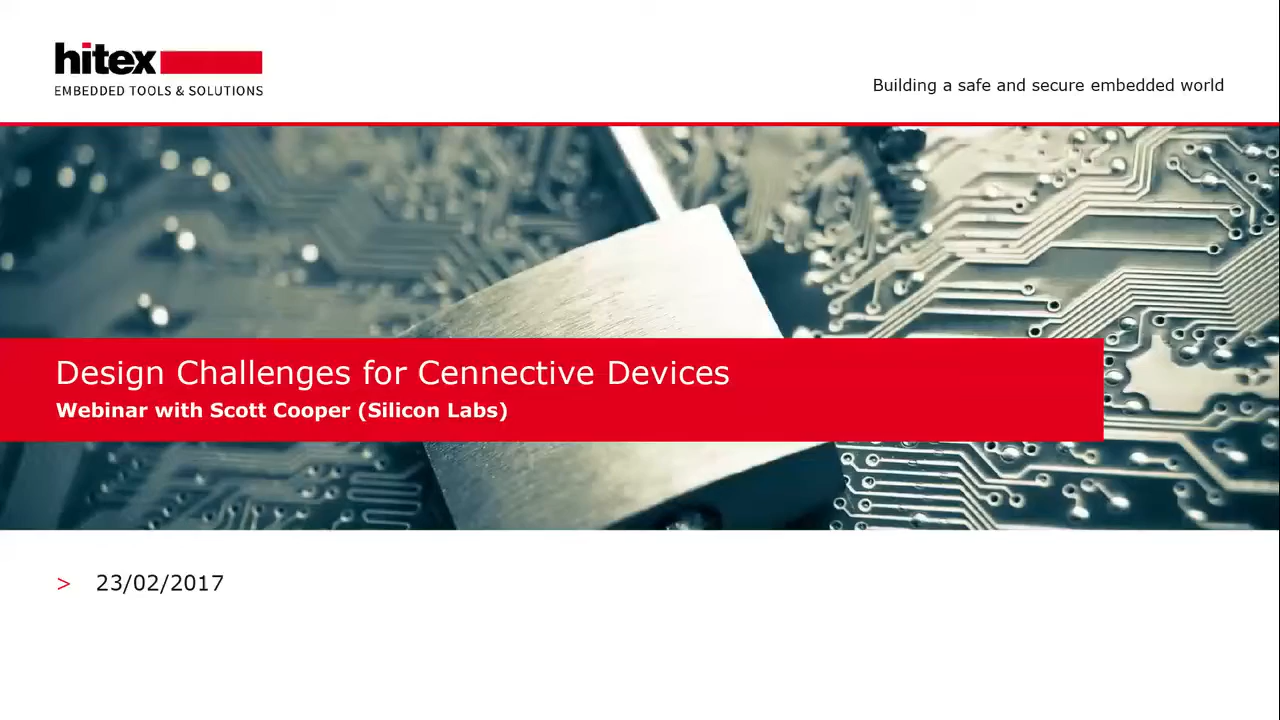 hitex
EMBEDDED TOOLS & SOLUTIONS
Building a safe and secure embedded world
Design Challenges for Cennective Devices
Webinar with Scott Cooper (Silicon Labs)
> 23/02/2017